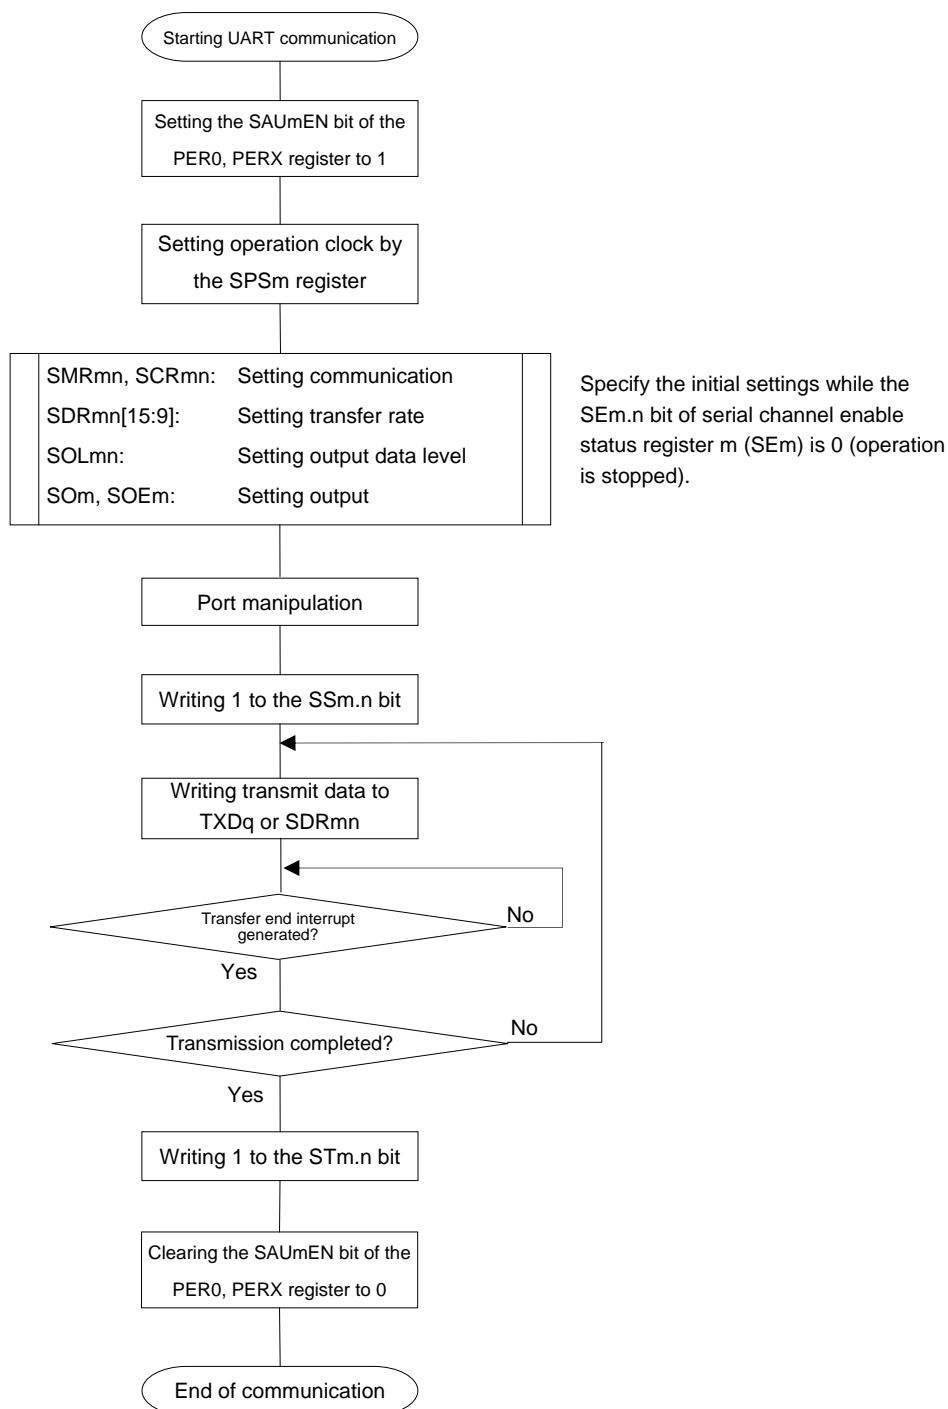 Starting UART communication
Setting the SAUmEN bit of the
PER0, PERX register to 1
Setting operation clock by
the SPSm register
SMRmn, SCRmn: Setting communication
SDRmn[15:9]: Setting transfer rate
SOLmn: Setting output data level
SOm, SOEm: Setting output
Specify the initial settings while the
SEm.n bit of serial channel enable
status register m (SEm) is 0 (operation
is stopped).
Port manipulation
Writing 1 to the SSm.n bit
Writing transmit data to
TXDq or SDRmn
Transfer end interrupt
generated?
No
Yes
Transmission completed?
No
Yes
Writing 1 to the STm.n bit
Clearing the SAUmEN bit of the
PER0, PERX register to 0
End of communication